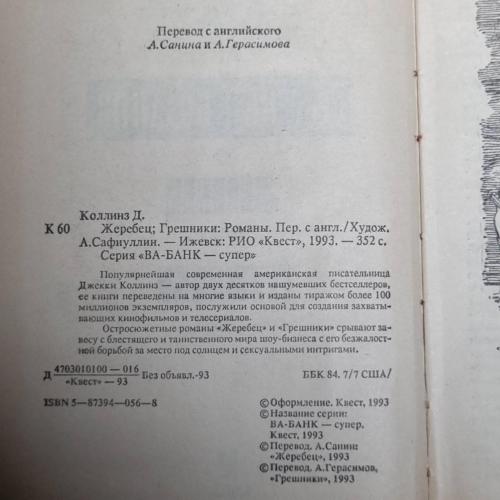 Перевод с английского
А.Санина и А.Герасимова
Коллинз Д.
К 60 Жеребец; Грешники: Романы. Пер. с англ./Худож.
А.Сафиуллин. — Ижевск: РИО «Квест», 1993. — 352 с.
Серия «ВА-БАНК — супер»
Популярнейшая современная американская писательница
Джекки Коллинз — автор двух десятков нашумевших бестселлеров,
ее книги переведены на многие языки и изданы тиражом более 100
миллионов экземпляров, послужили основой для создания захваты-
вающих кинофильмов и телесериалов.
Остросюжетные романы «Жеребец» и «Грешники» срывают за-
весу с блестящего и таинственного мира шоу-бизнеса с его безжалост-
ной борьбой за место под солнцем и сексуальными интригами.
Д 4703010100 — 016 Без объявл.-93 ББК 84. 7/7 США/
«Квест» — 93
ISBN 5—87394—056—8
© Оформление. Квест, 1993
© Название серии:
ВА-БАНК — супер.
Квест, 1993
© Перевод. А.Санин:
«Жеребец», 1993
© Перевод. А.Герасимов,
«Грешники», 1993